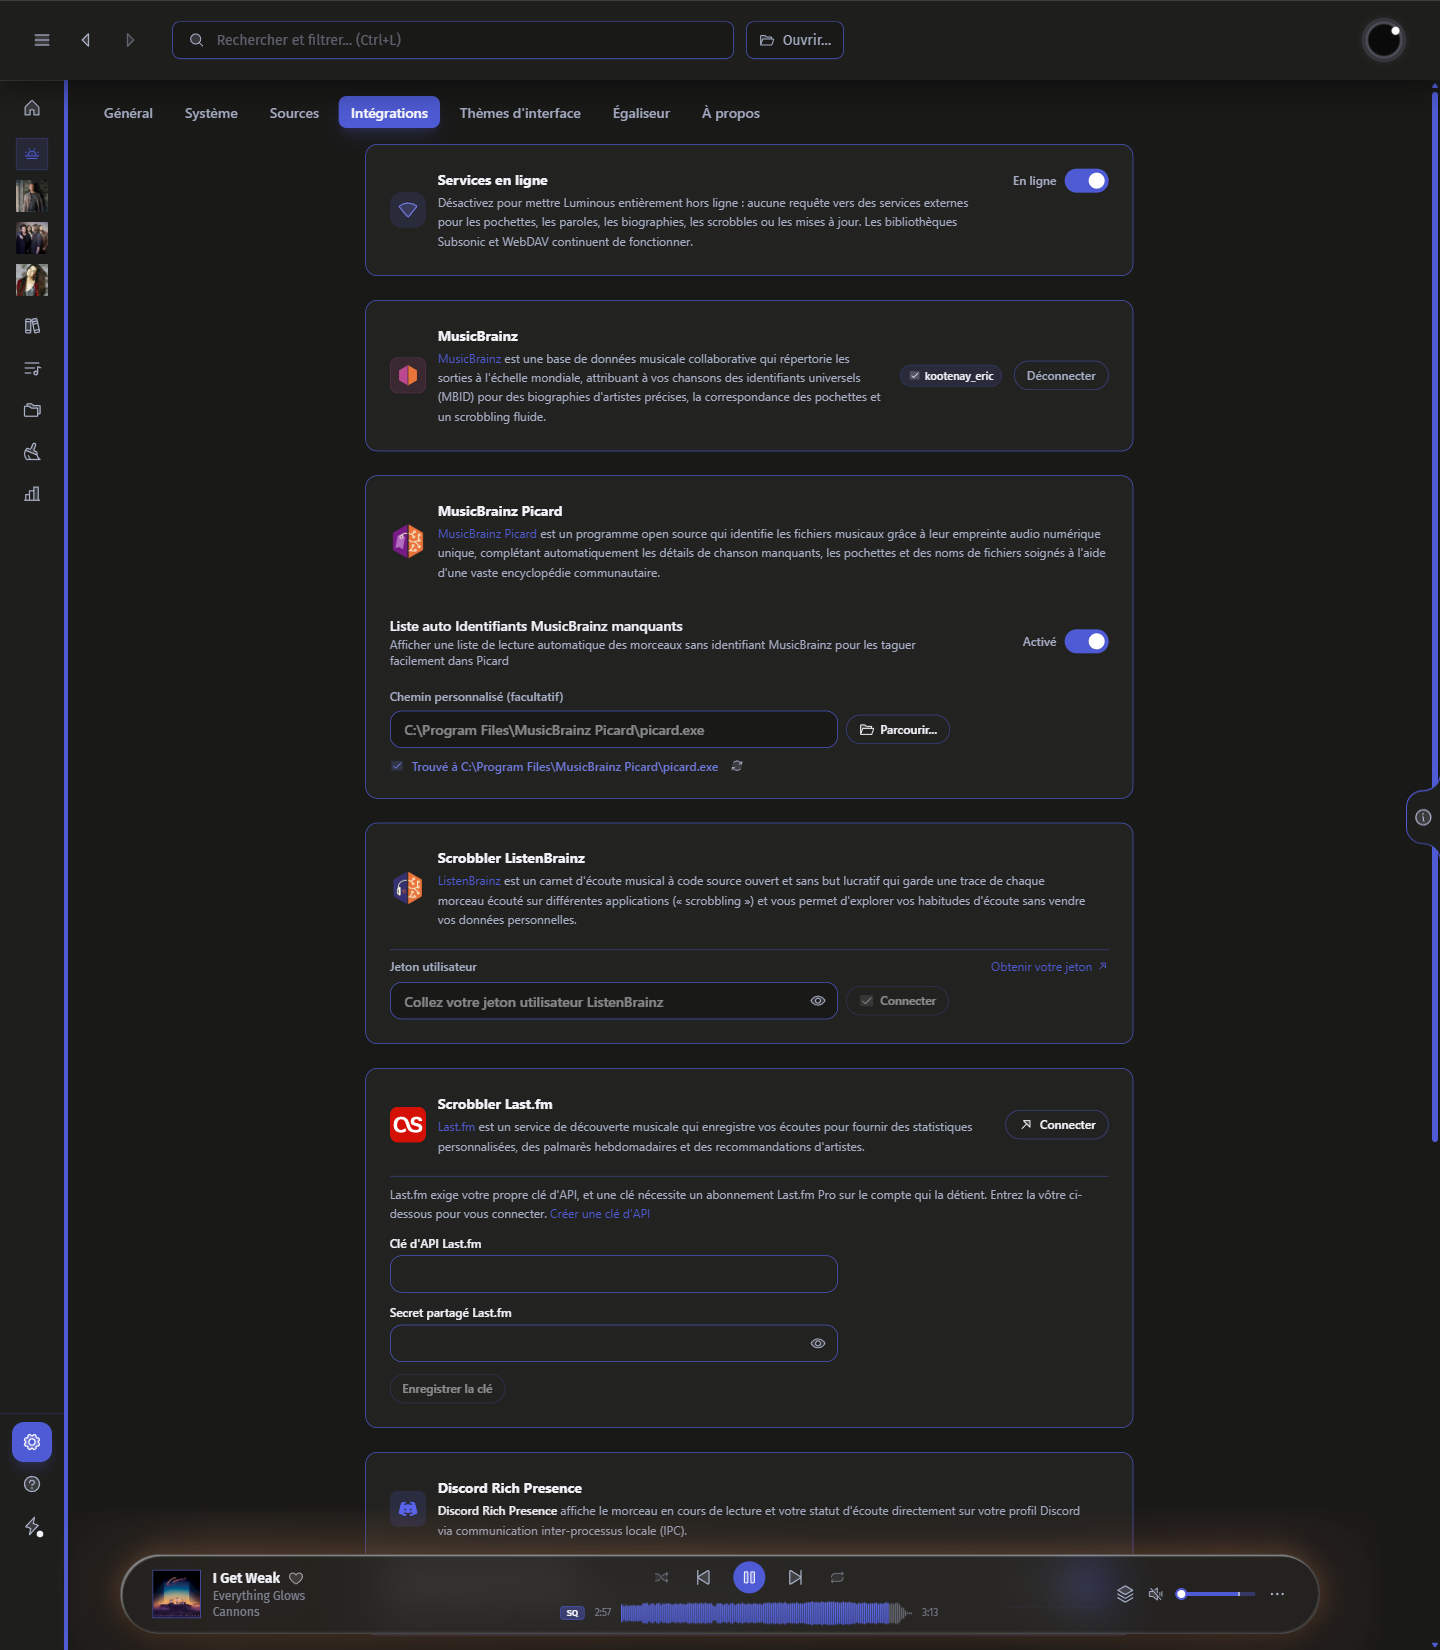 Rechercher et filtrer... (Ctrl+L)
Ouvrir...
Général
Système
Sources
Intégrations
Thèmes d'interface
Égaliseur
À propos
Services en ligne
En ligne
Désactivez pour mettre Luminous entièrement hors ligne : aucune requête vers des services externes
pour les pochettes, les paroles, les biographies, les scrobbles ou les mises à jour. Les bibliothèques
Subsonic et WebDAV continuent de fonctionner.
MusicBrainz
MusicBrainz est une base de données musicale collaborative qui répertorie les
sorties à l'échelle mondiale, attribuant à vos chansons des identifiants universels
(MBID) pour des biographies d'artistes précises, la correspondance des pochettes et
un scrobbling fluide.
kootenay_eric
Déconnecter
MusicBrainz Picard
MusicBrainz Picard est un programme open source qui identifie les fichiers musicaux grâce à leur empreinte audio numérique
unique, complétant automatiquement les détails de chanson manquants, les pochettes et des noms de fichiers soignés à l'aide
d'une vaste encyclopédie communautaire.
Liste auto Identifiants MusicBrainz manquants
Afficher une liste de lecture automatique des morceaux sans identifiant MusicBrainz pour les taguer
facilement dans Picard
Activé
Chemin personnalisé (facultatif)
C:\Program Files\MusicBrainz Picard\picard.exe
Parcourir...
Trouvé à C:\Program Files\MusicBrainz Picard\picard.exe
Scrobbler ListenBrainz
ListenBrainz est un carnet d'écoute musical à code source ouvert et sans but lucratif qui garde une trace de chaque
morceau écouté sur différentes applications (« scrobbling ») et vous permet d'explorer vos habitudes d'écoute sans vendre
vos données personnelles.
Jeton utilisateur
Obtenir votre jeton
Collez votre jeton utilisateur ListenBrainz
Connecter
Scrobbler Last.fm
Last.fm est un service de découverte musicale qui enregistre vos écoutes pour fournir des statistiques
personnalisées, des palmarès hebdomadaires et des recommandations d'artistes.
Connecter
Last.fm exige votre propre clé d'API, et une clé nécessite un abonnement Last.fm Pro sur le compte qui la détient. Entrez la vôtre ci-
dessous pour vous connecter. Créer une clé d'API
Clé d'API Last.fm
Secret partagé Last.fm
Enregistrer la clé
Discord Rich Presence
Discord Rich Presence affiche le morceau en cours de lecture et votre statut d'écoute directement sur votre profil Discord
via communication inter-processus locale (IPC).
I Get Weak
Everything Glows
Cannons
SQ
2:57
3:13